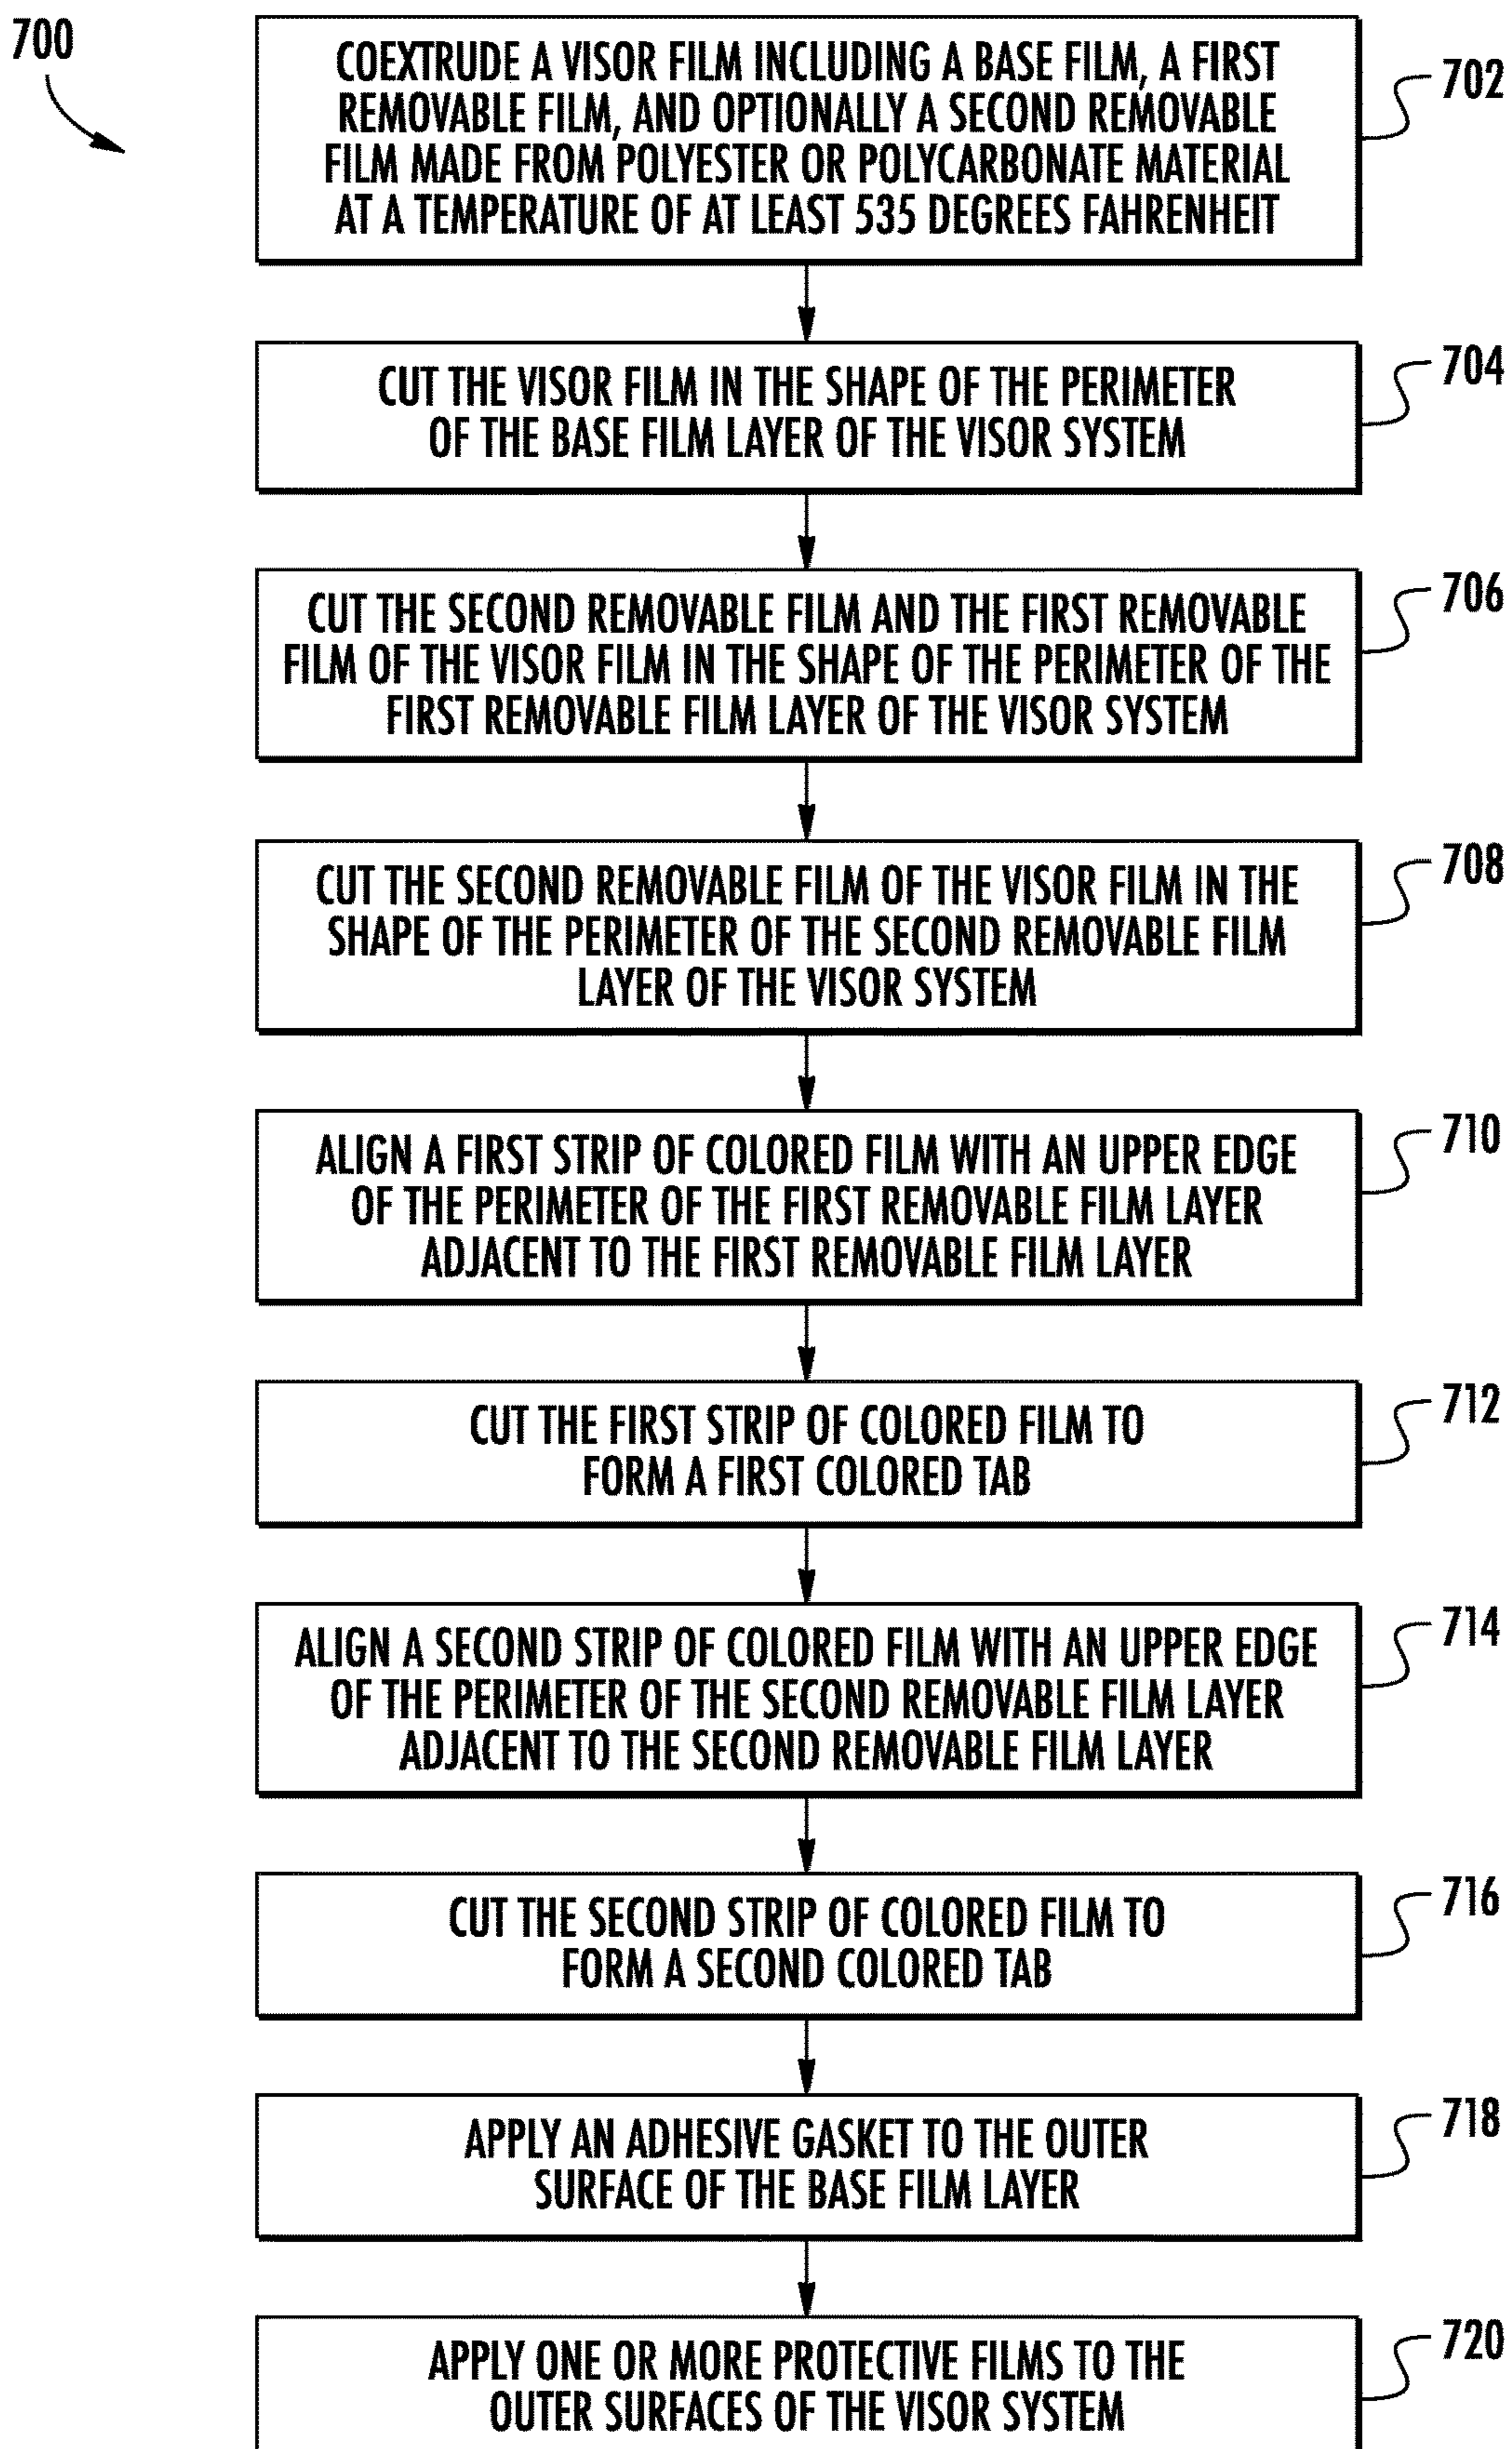 700
COEXTRUDE A VISOR FILM INCLUDING A BASE FILM, A FIRST
REMOVABLE FILM, AND OPTIONALLY A SECOND REMOVABLE
FILM MADE FROM POLYESTER OR POLYCARBONATE MATERIAL
AT A TEMPERATURE OF AT LEAST 535 DEGREES FAHRENHEIT
702
CUT THE VISOR FILM IN THE SHAPE OF THE PERIMETER
OF THE BASE FILM LAYER OF THE VISOR SYSTEM
704
CUT THE SECOND REMOVABLE FILM AND THE FIRST REMOVABLE
FILM OF THE VISOR FILM IN THE SHAPE OF THE PERIMETER OF THE
FIRST REMOVABLE FILM LAYER OF THE VISOR SYSTEM
706
CUT THE SECOND REMOVABLE FILM OF THE VISOR FILM IN THE
SHAPE OF THE PERIMETER OF THE SECOND REMOVABLE FILM
LAYER OF THE VISOR SYSTEM
708
ALIGN A FIRST STRIP OF COLORED FILM WITH AN UPPER EDGE
OF THE PERIMETER OF THE FIRST REMOVABLE FILM LAYER
ADJACENT TO THE FIRST REMOVABLE FILM LAYER
710
CUT THE FIRST STRIP OF COLORED FILM TO
FORM A FIRST COLORED TAB
712
ALIGN A SECOND STRIP OF COLORED FILM WITH AN UPPER EDGE
OF THE PERIMETER OF THE SECOND REMOVABLE FILM LAYER
ADJACENT TO THE SECOND REMOVABLE FILM LAYER
714
CUT THE SECOND STRIP OF COLORED FILM TO
FORM A SECOND COLORED TAB
716
APPLY AN ADHESIVE GASKET TO THE OUTER
SURFACE OF THE BASE FILM LAYER
718
APPLY ONE OR MORE PROTECTIVE FILMS TO THE
OUTER SURFACES OF THE VISOR SYSTEM
720